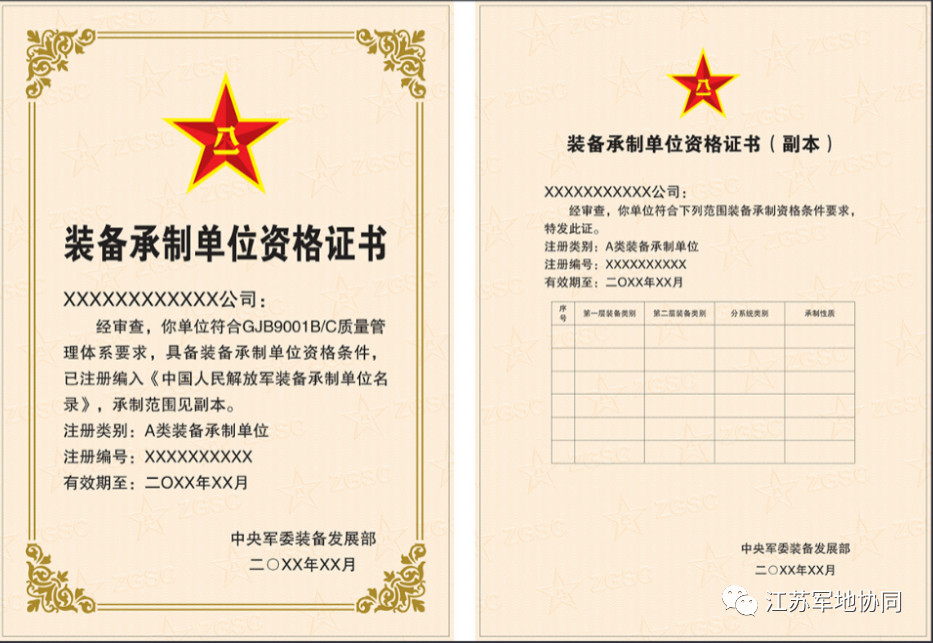 八一
装备承制单位资格证书
XXXXXXXXXXXX公司：
经审查，你单位符合GJB9001B/C质量管
理体系要求，具备装备承制单位资格条件，
已注册编入《中国人民解放军装备承制单位名
录》，承制范围见副本。
注册类别：A类装备承制单位
注册编号：XXXXXXXXXX
有效期至：二OXX年XX月
中央军委装备发展部
二〇XX年XX月
八一
装备承制单位资格证书（副本）
XXXXXXXXXXX公司：
经审查，你单位符合下列范围装备承制资格条件要求，
特发此证。
注册类别：A类装备承制单位
注册编号：XXXXXXXXXX
有效期至：二OXX年XX月
序号 第一层装备类别 第二层装备类别 分系统类别 承制性质
中央军委装备发展部
二〇XX年XX月
江苏军地协同
ZGSC